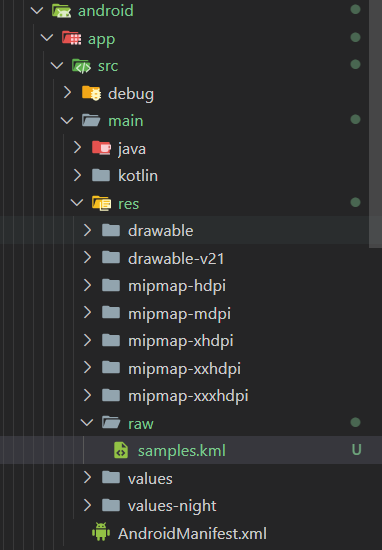 android
app
src
debug
main
java
kotlin
res
drawable
drawable-v21
mipmap-hdpi
mipmap-mdpi
mipmap-xhdpi
mipmap-xxhdpi
mipmap-xxxhdpi
raw
samples.kml U
values
values-night
AndroidManifest.xml